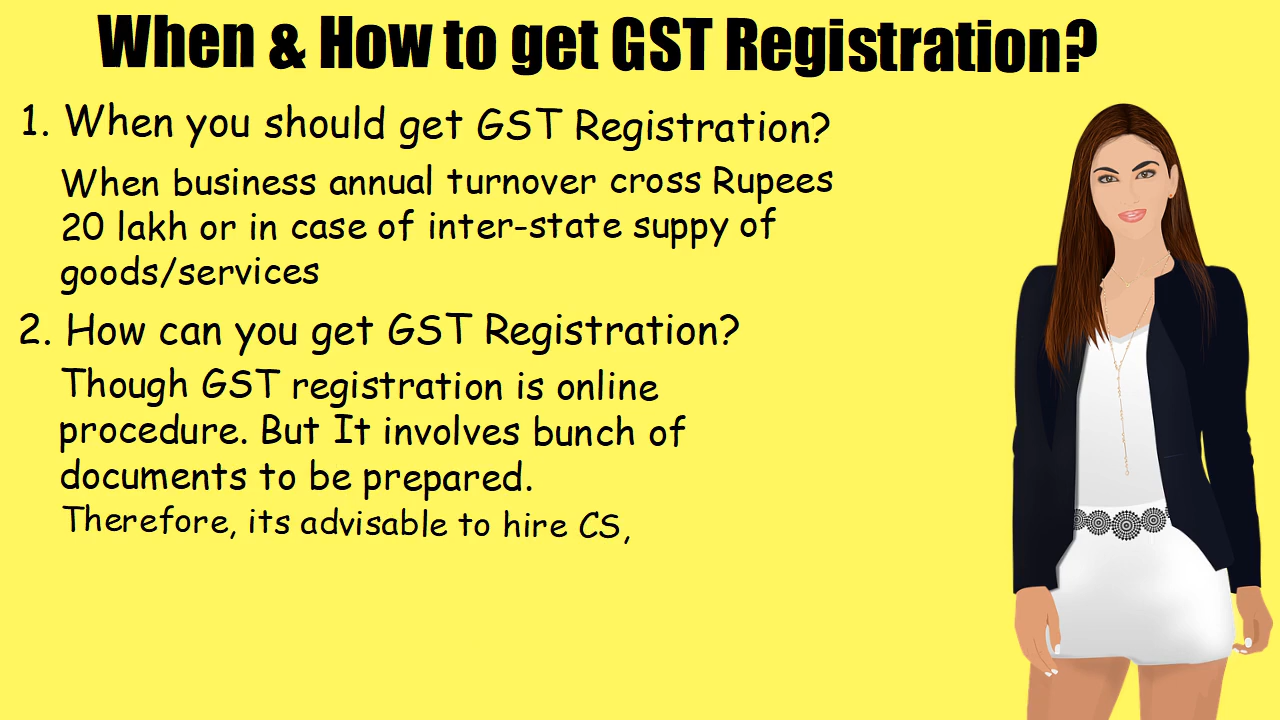 When & How to get GST Registration?
1. When you should get GST Registration?
When business annual turnover cross Rupees
20 lakh or in case of inter-state suppy of
goods/services
2. How can you get GST Registration?
Though GST registration is online
procedure. But It involves bunch of
documents to be prepared.
Therefore, its advisable to hire CS,